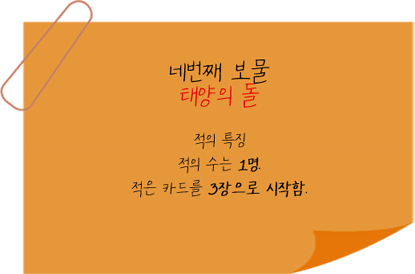 네번째 보물
태양의 돌
적의 특징
적의 수는 1명.
적은 카드를 3장으로 시작함.